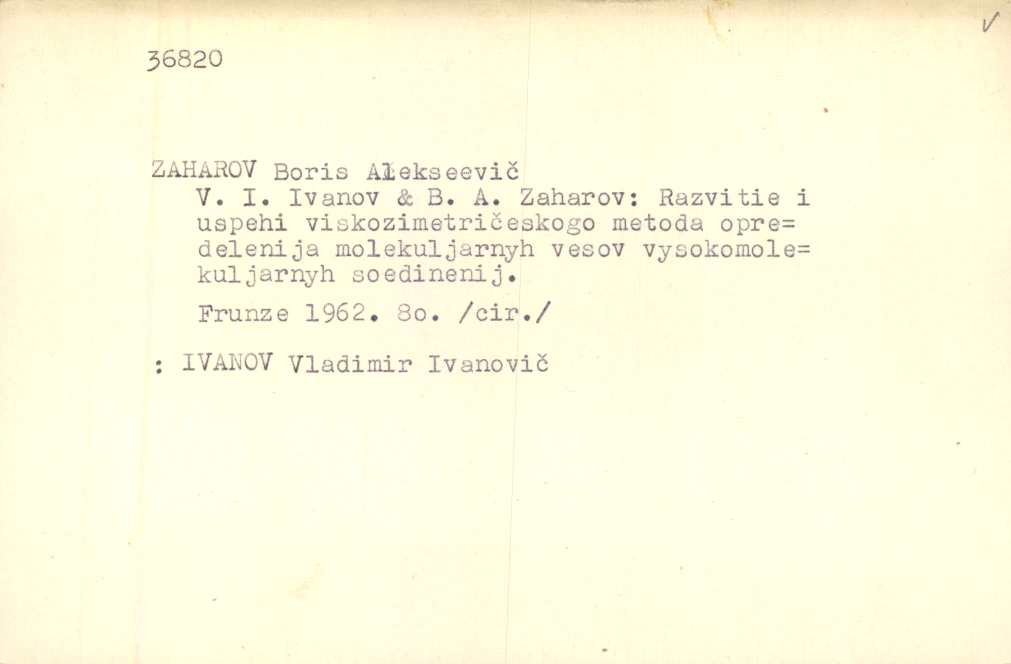 36820
ZAHAROV Boris Alekseevič
V. I. Ivanov & B. A. Zaharov: Razvitie i
uspehi viskozimetričeskogo metoda opre=
delenija molekuljarnyh vesov vysokomole=
kuljarnyh soedinenij.
Frunze 1962. 8o. /cir./
: IVANOV Vladimir Ivanovič